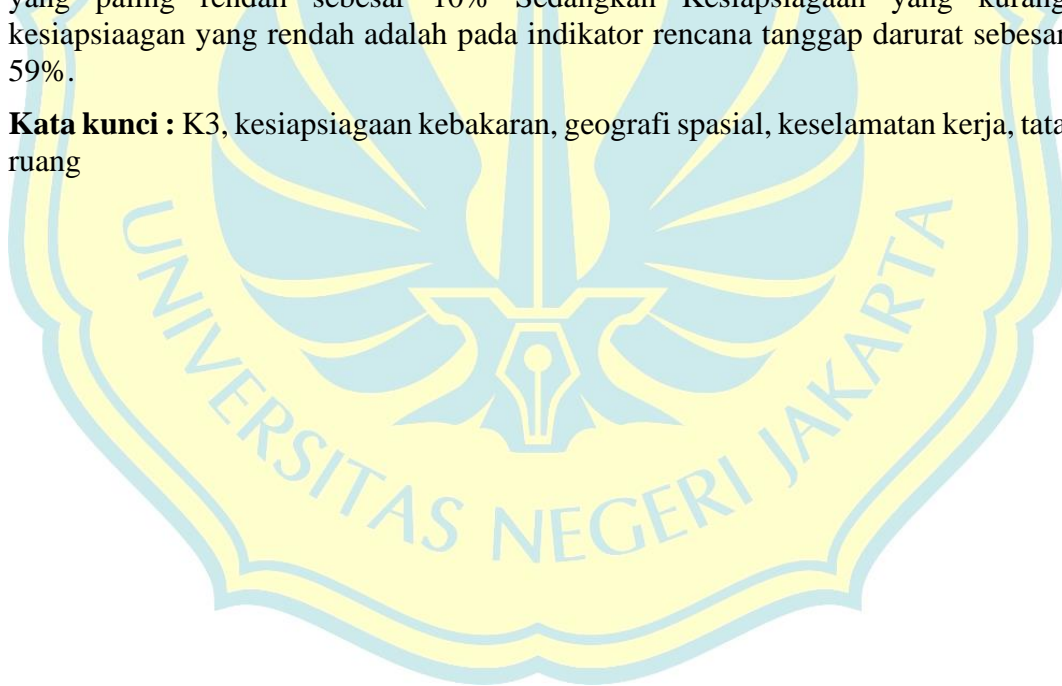 yang paling rendah sebesar 10% Sedangkan Kesiapsiagaan yang kurang
kesiapsiaagan yang rendah adalah pada indikator rencana tanggap darurat sebesar
59%.
Kata kunci : K3, kesiapsiagaan kebakaran, geografi spasial, keselamatan kerja, tata
ruang
UNIVERSITAS NEGERI JAKARTA